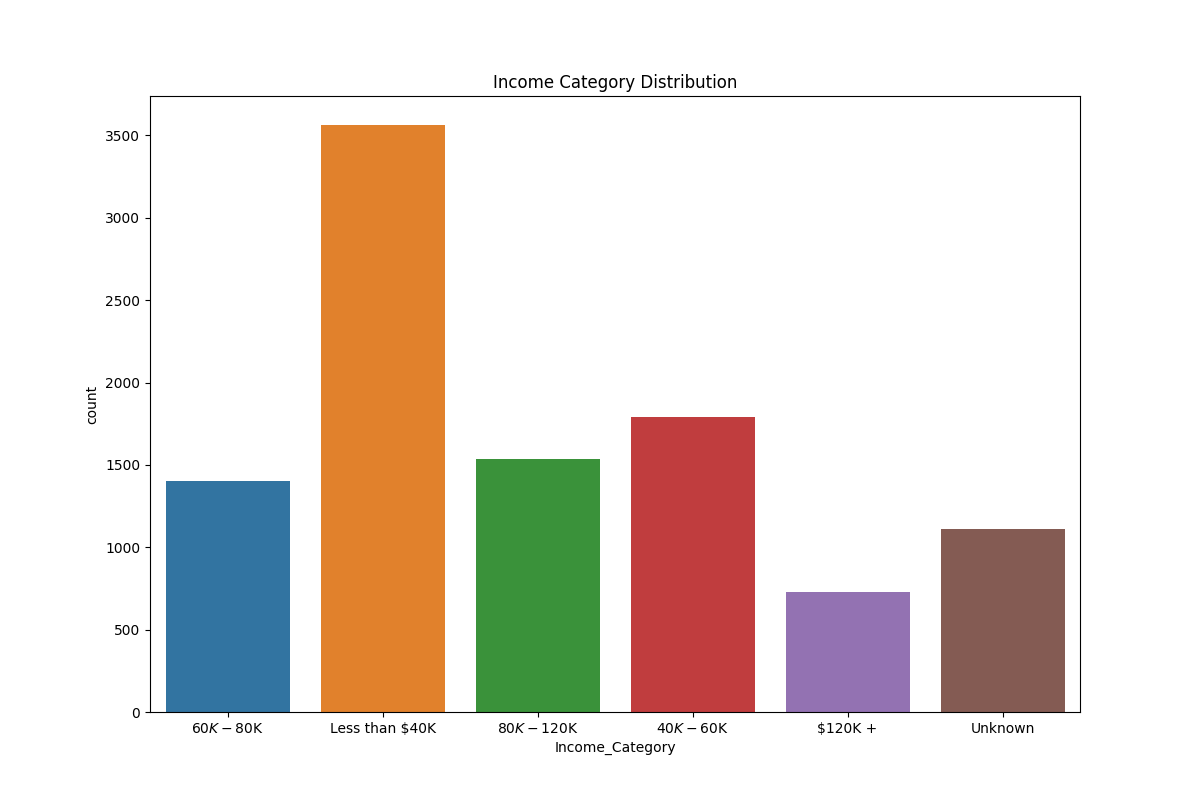 Income Category Distribution
3500
3000
2500
2000
1500
1000
500
0
count
60K − 80K
Less than $40K
80K − 120K
40K − 60K
$120K +
Unknown
Income_Category